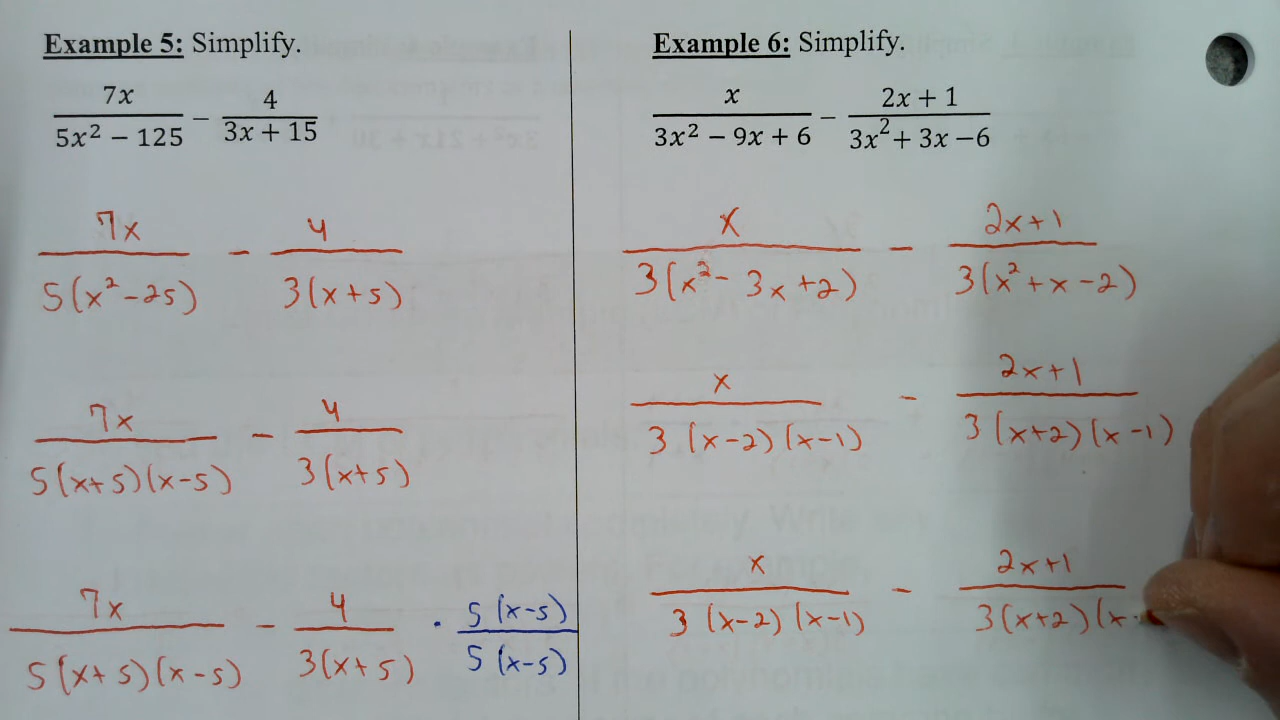 Example 5: Simplify.
7x / 5x² − 125 − 4 / 3x + 15
7x / 5(x² − 25) − 4 / 3(x+5)
7x / 5(x+5)(x−5) − 4 / 3(x+5)
7x / 5(x+5)(x−5) − 4 / 3(x+5) · 5(x−5) / 5(x−5)
Example 6: Simplify.
x / 3x² − 9x + 6 − 2x + 1 / 3x² + 3x − 6
x / 3(x² − 3x + 2) − 2x+1 / 3(x² + x − 2)
x / 3(x−2)(x−1) − 2x+1 / 3(x+2)(x−1)
x / 3(x−2)(x−1) − 2x+1 / 3(x+2)(x-